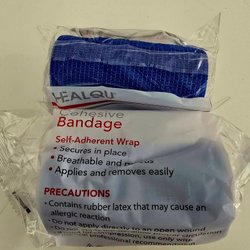 HEALQU
Cohesive
Bandage
Self-Adherent Wrap
• Secures in place
• Breathable and
• Applies and removes easily
PRECAUTIONS
• Contains rubber latex that may cause an
allergic reaction
• Do not apply directly to an open wound